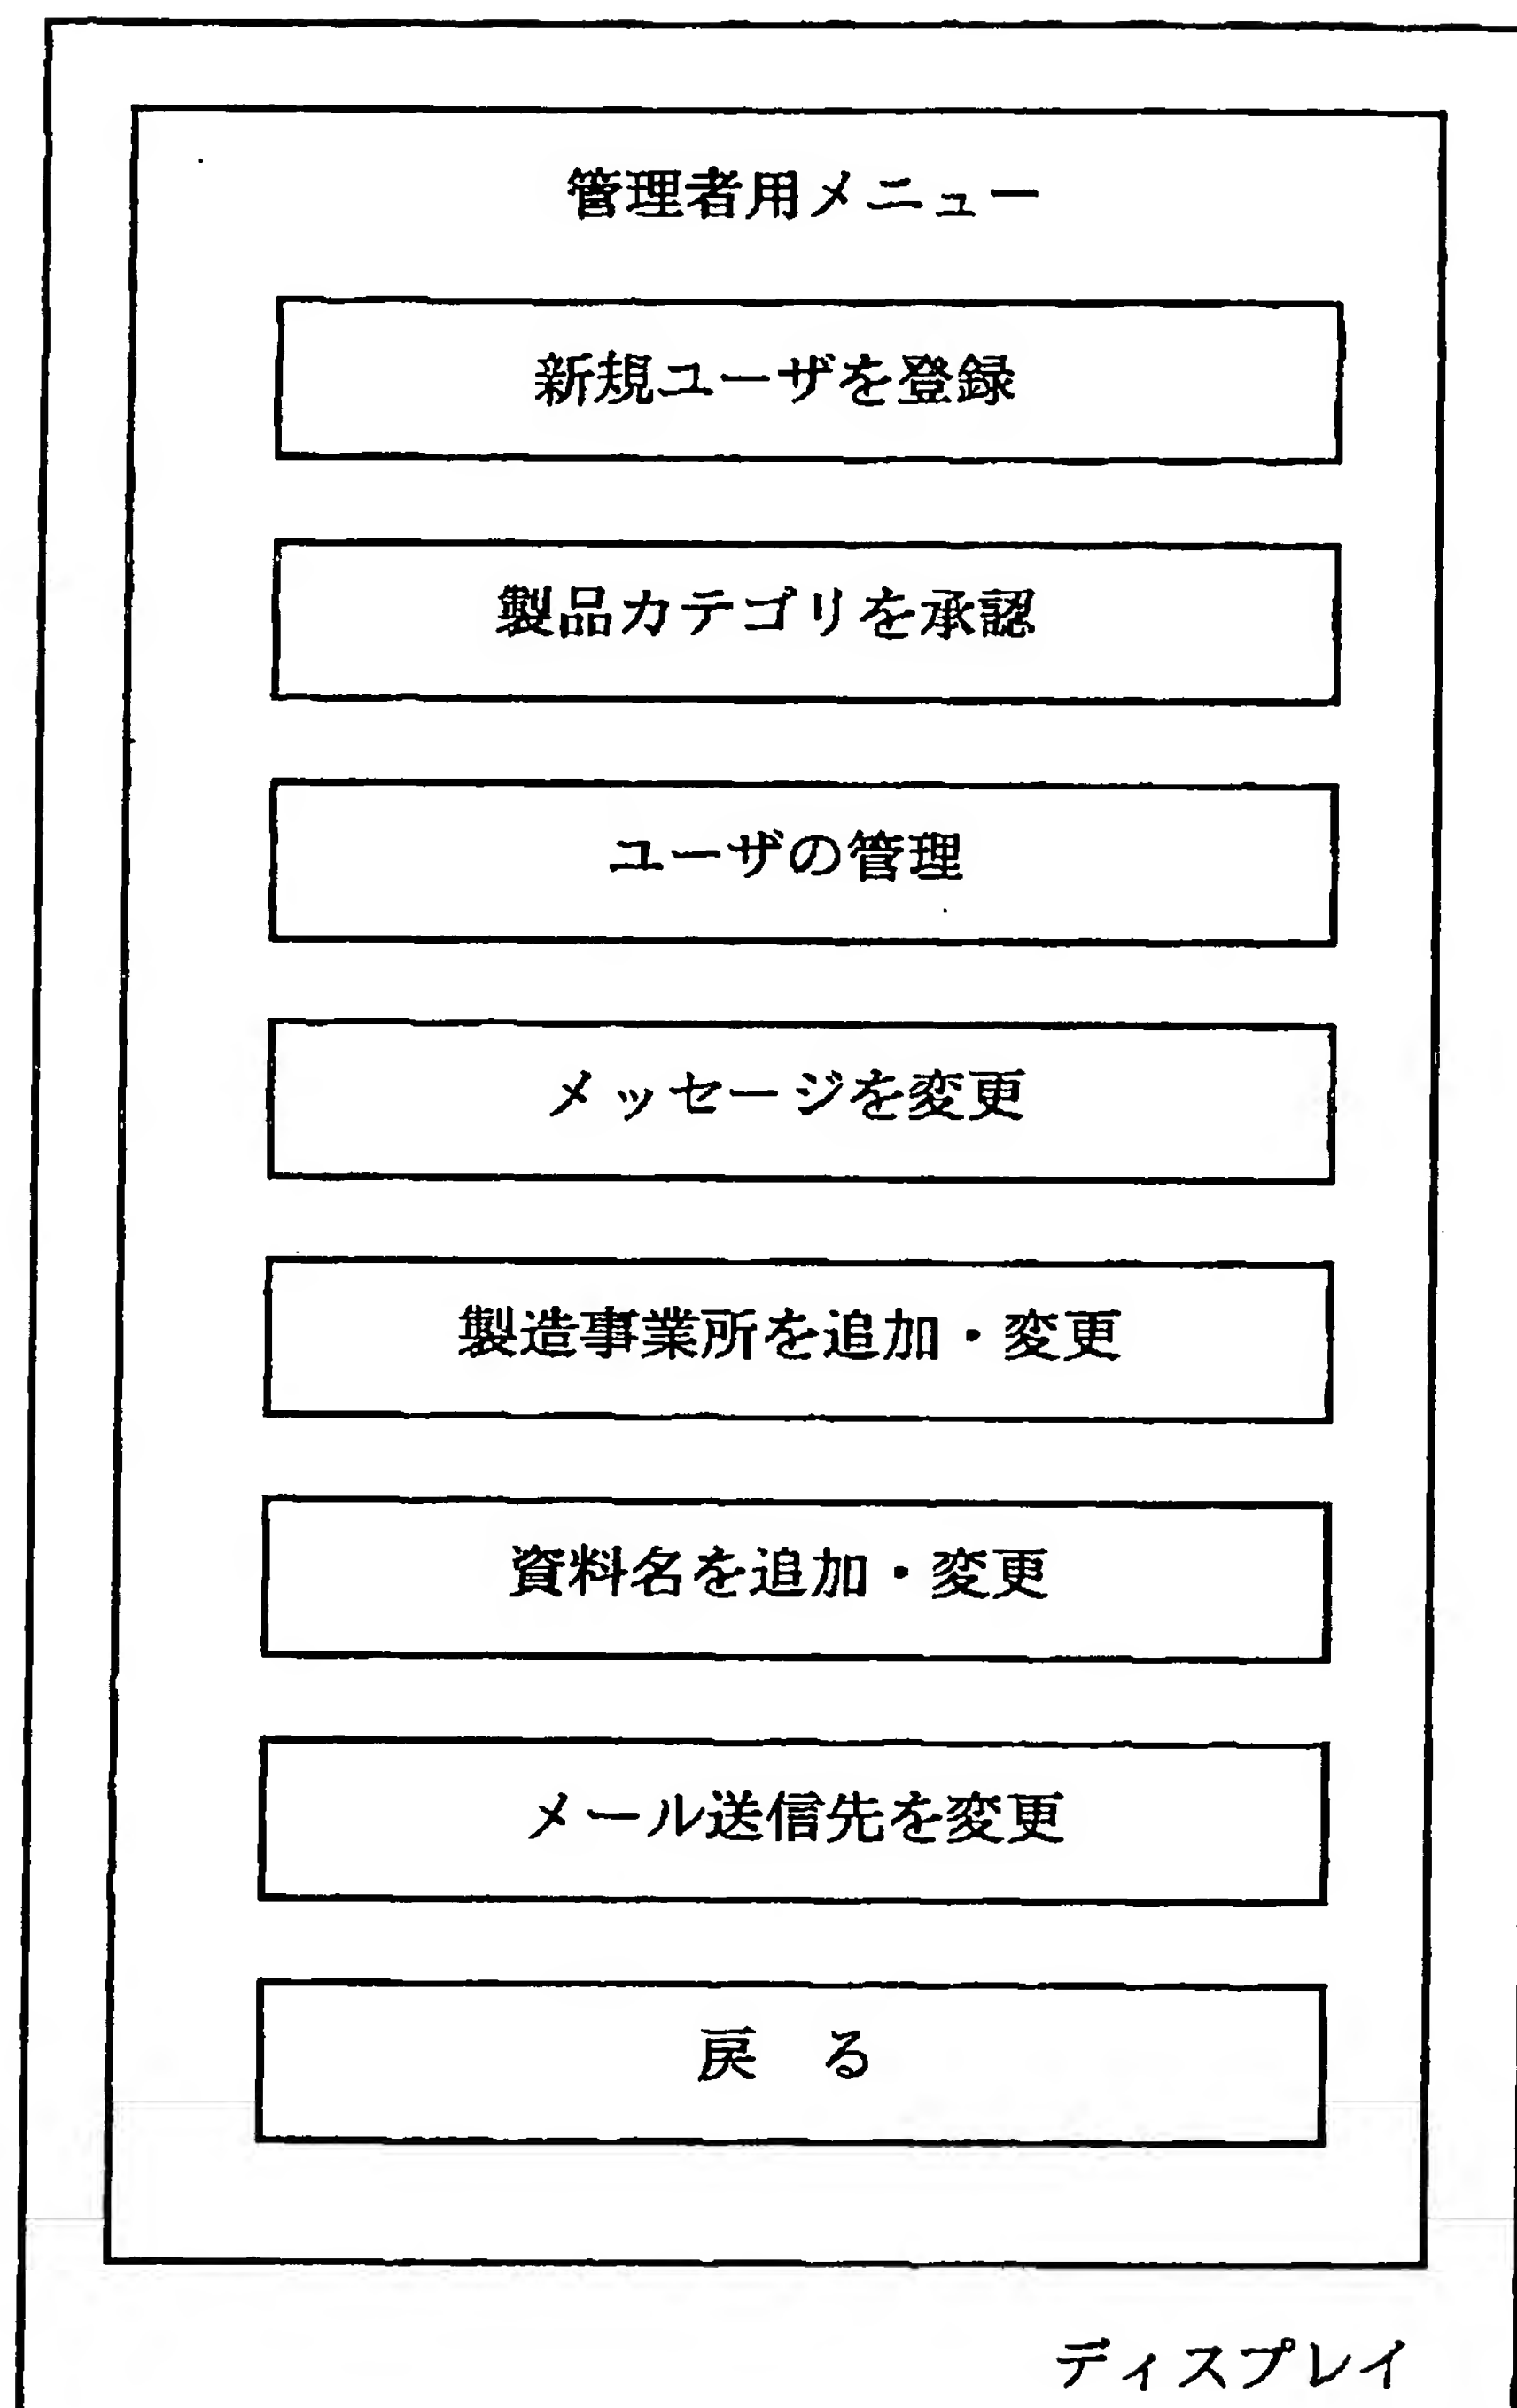 管理者用メニュー
新規ユーザを登録
製品カテゴリを承認
ユーザの管理
メッセージを変更
製造事業所を追加・変更
資料名を追加・変更
メール送信先を変更
戻　る
ディスプレイ